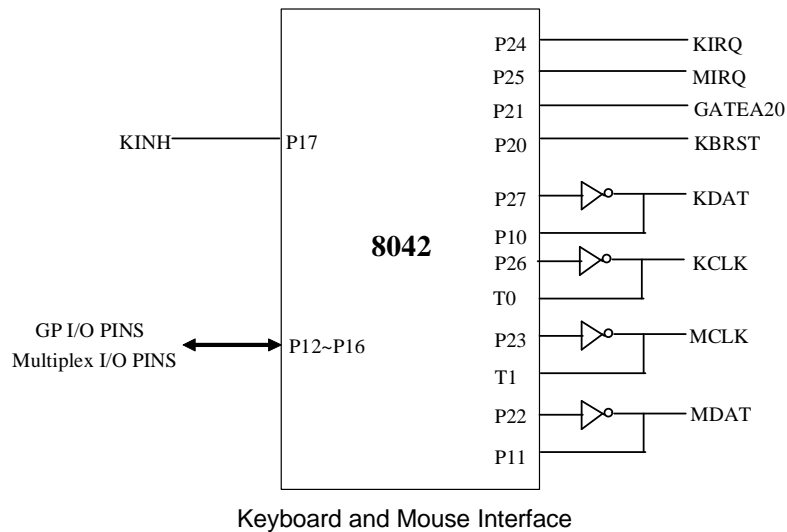 P24 KIRQ
P25 MIRQ
P21 GATEA20
KINH P17 P20 KBRST
P27 KDAT
8042
P10
P26 KCLK
T0
GP I/O PINS
P23 MCLK
Multiplex I/O PINS P12~P16
T1
P22 MDAT
P11
Keyboard and Mouse Interface